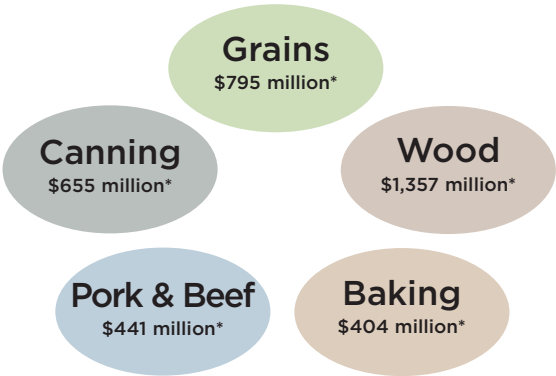 Grains
$795 million*
Canning
$655 million*
Wood
$1,357 million*
Pork & Beef
$441 million*
Baking
$404 million*